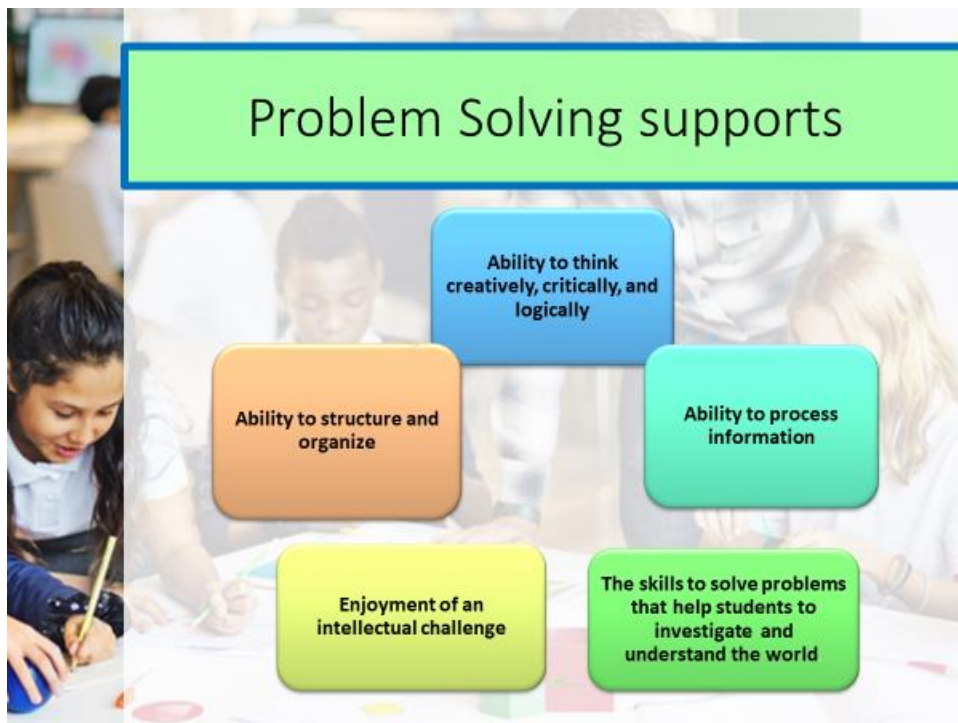 Problem Solving supports
Ability to think
creatively, critically, and
logically
Ability to structure and
organize
Ability to process
information
Enjoyment of an
intellectual challenge
The skills to solve problems
that help students to
investigate and
understand the world